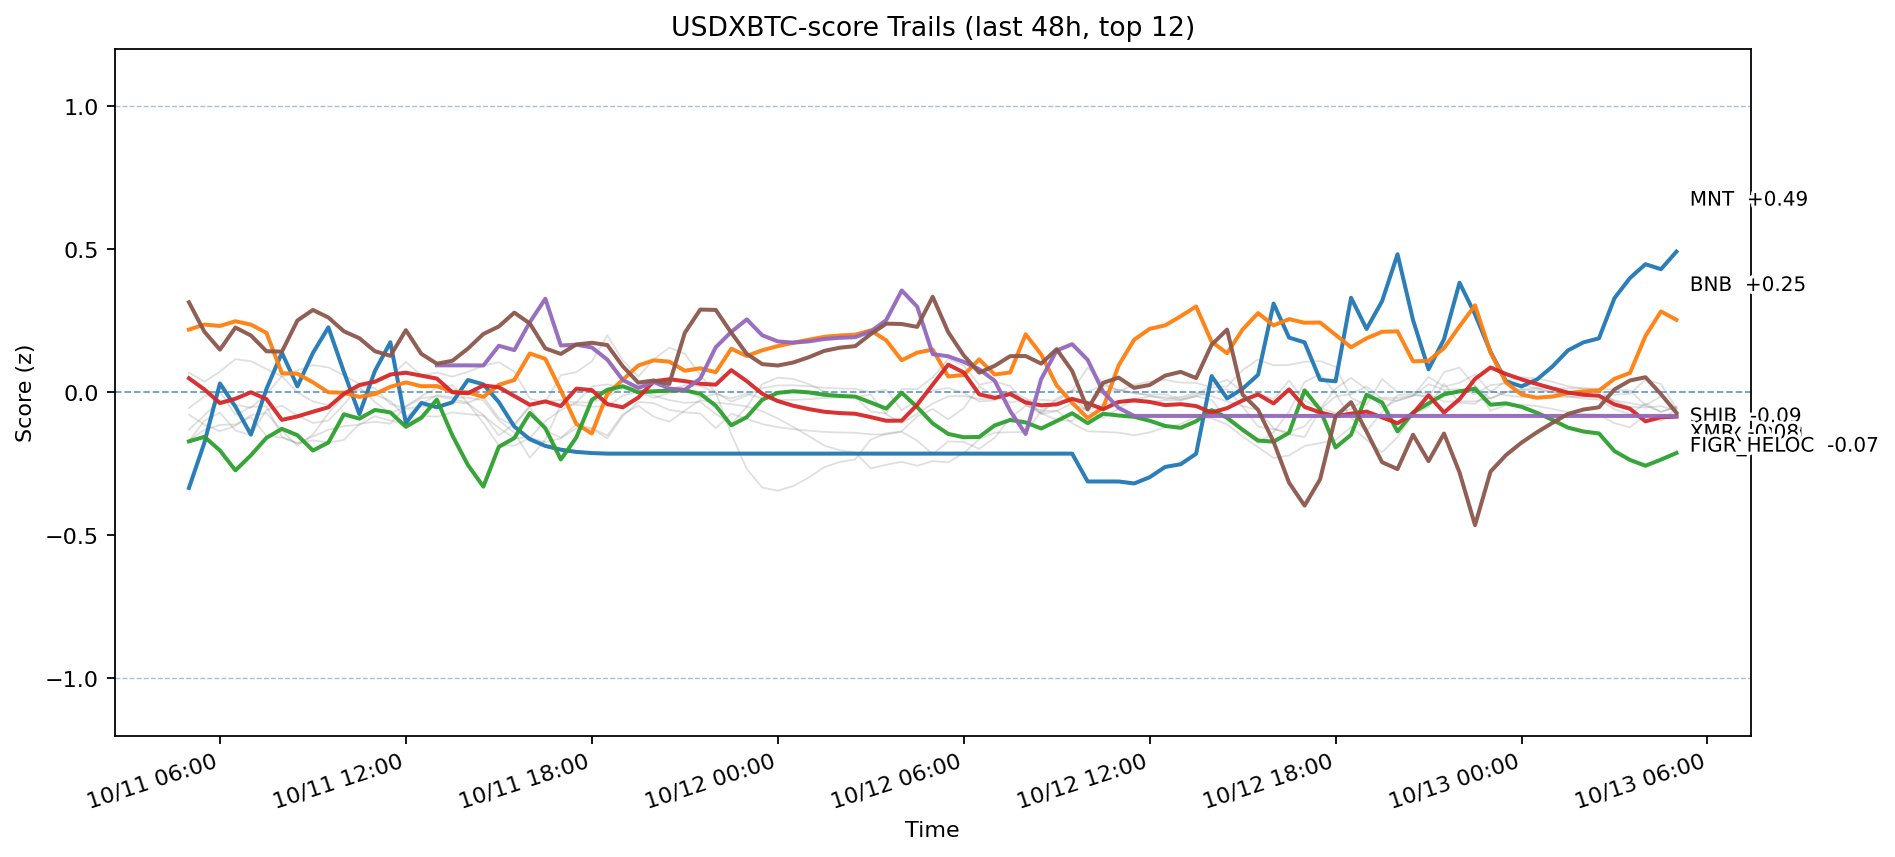 USDXBTC-score Trails (last 48h, top 12)
Score (z)
1.0
0.5
0.0
−0.5
−1.0
MNT +0.49
BNB +0.25
SHIB -0.09
FIGR_HELOC -0.07
10/11 06:00
10/11 12:00
10/11 18:00
10/12 00:00
10/12 06:00
10/12 12:00
10/12 18:00
10/13 00:00
10/13 06:00
Time